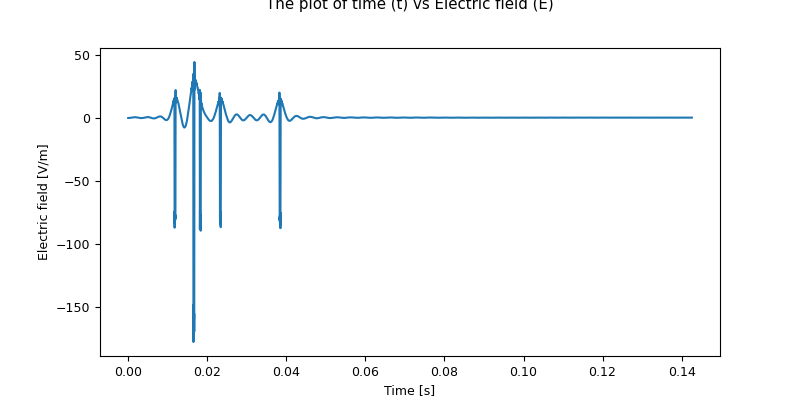 The plot of time (t) vs Electric field (E)
50
0
−50
−100
−150
Electric field [V/m]
0.00 0.02 0.04 0.06 0.08 0.10 0.12 0.14
Time [s]